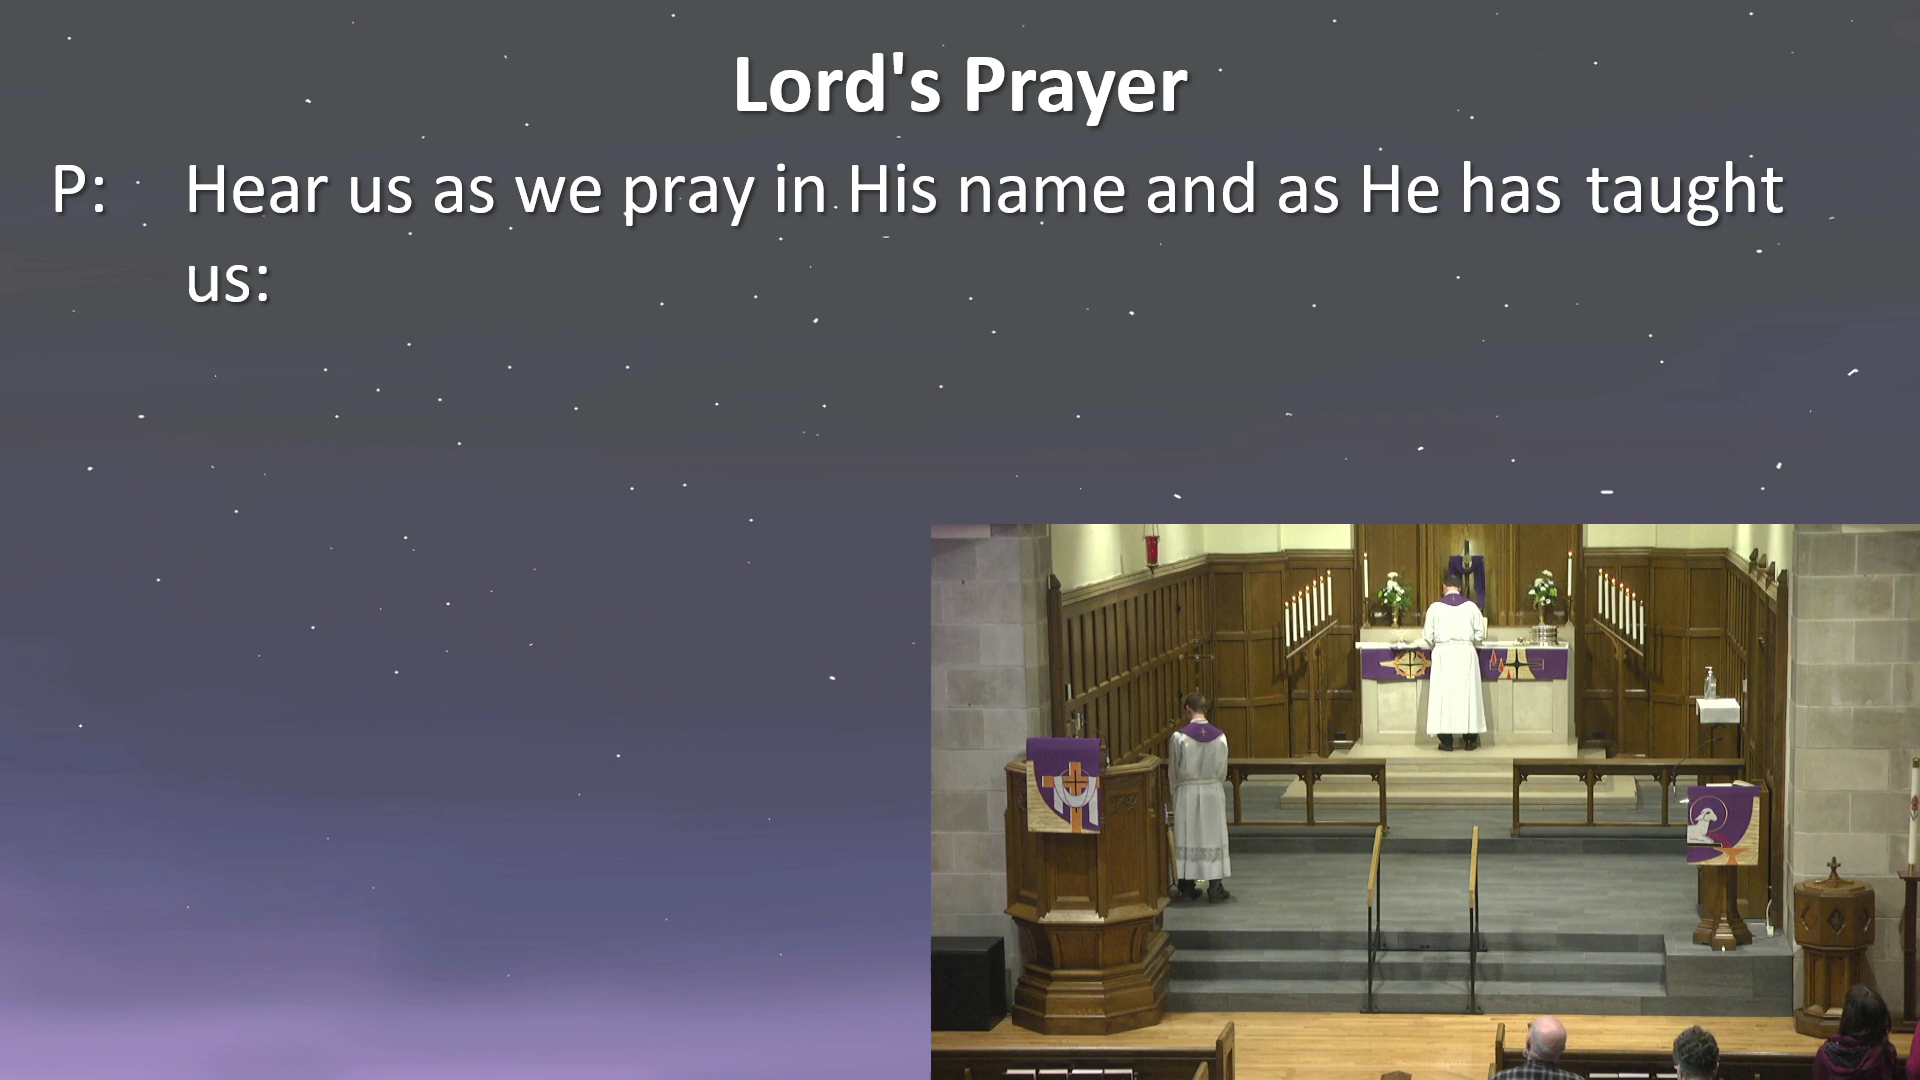 Lord's Prayer
P: Hear us as we pray in His name and as He has taught
us: